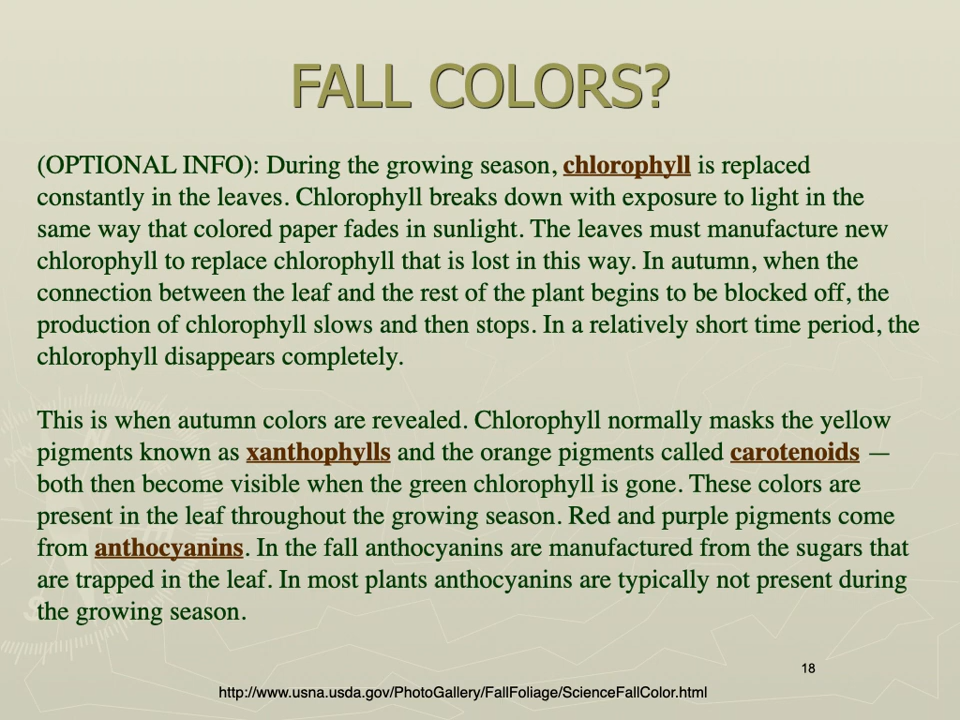 FALL COLORS?
(OPTIONAL INFO): During the growing season, chlorophyll is replaced
constantly in the leaves. Chlorophyll breaks down with exposure to light in the
same way that colored paper fades in sunlight. The leaves must manufacture new
chlorophyll to replace chlorophyll that is lost in this way. In autumn, when the
connection between the leaf and the rest of the plant begins to be blocked off, the
production of chlorophyll slows and then stops. In a relatively short time period, the
chlorophyll disappears completely.
This is when autumn colors are revealed. Chlorophyll normally masks the yellow
pigments known as xanthophylls and the orange pigments called carotenoids —
both then become visible when the green chlorophyll is gone. These colors are
present in the leaf throughout the growing season. Red and purple pigments come
from anthocyanins. In the fall anthocyanins are manufactured from the sugars that
are trapped in the leaf. In most plants anthocyanins are typically not present during
the growing season.
18
http://www.usna.usda.gov/PhotoGallery/FallFoliage/ScienceFallColor.html